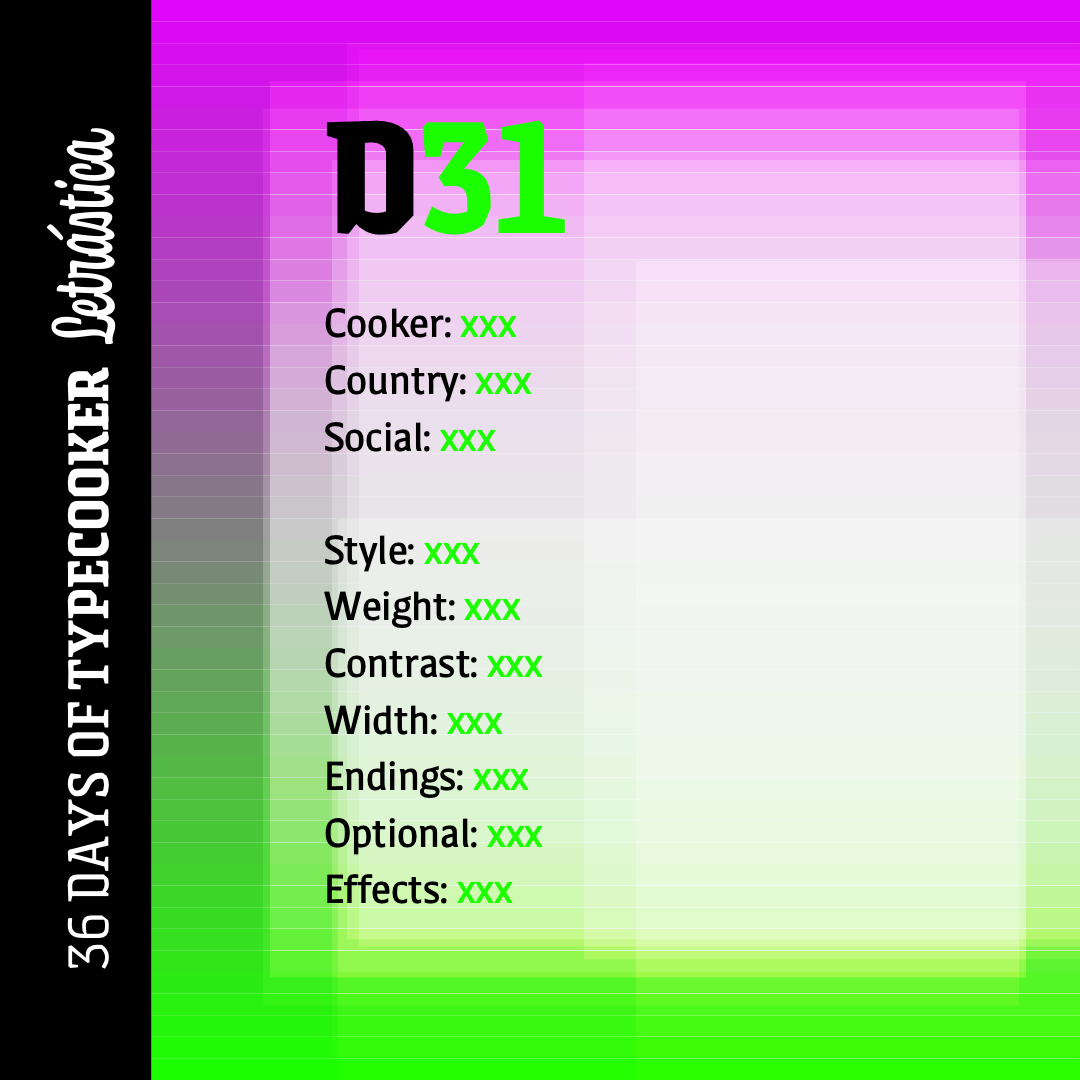 36 DAYS OF TYPECOOKER Letrástica
D31
Cooker: xxx
Country: xxx
Social: xxx
Style: xxx
Weight: xxx
Contrast: xxx
Width: xxx
Endings: xxx
Optional: xxx
Effects: xxx